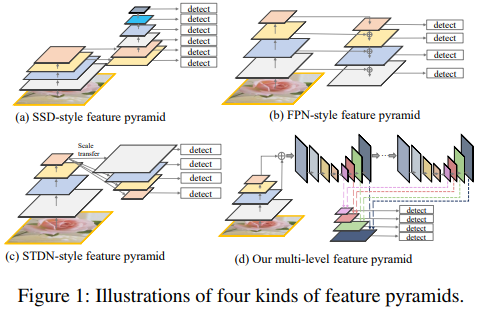 detect
detect
detect
detect
detect
detect
(a) SSD-style feature pyramid
detect
detect
detect
detect
(b) FPN-style feature pyramid
Scale
transfer
detect
detect
detect
detect
(c) STDN-style feature pyramid
detect
detect
detect
detect
(d) Our multi-level feature pyramid
Figure 1: Illustrations of four kinds of feature pyramids.